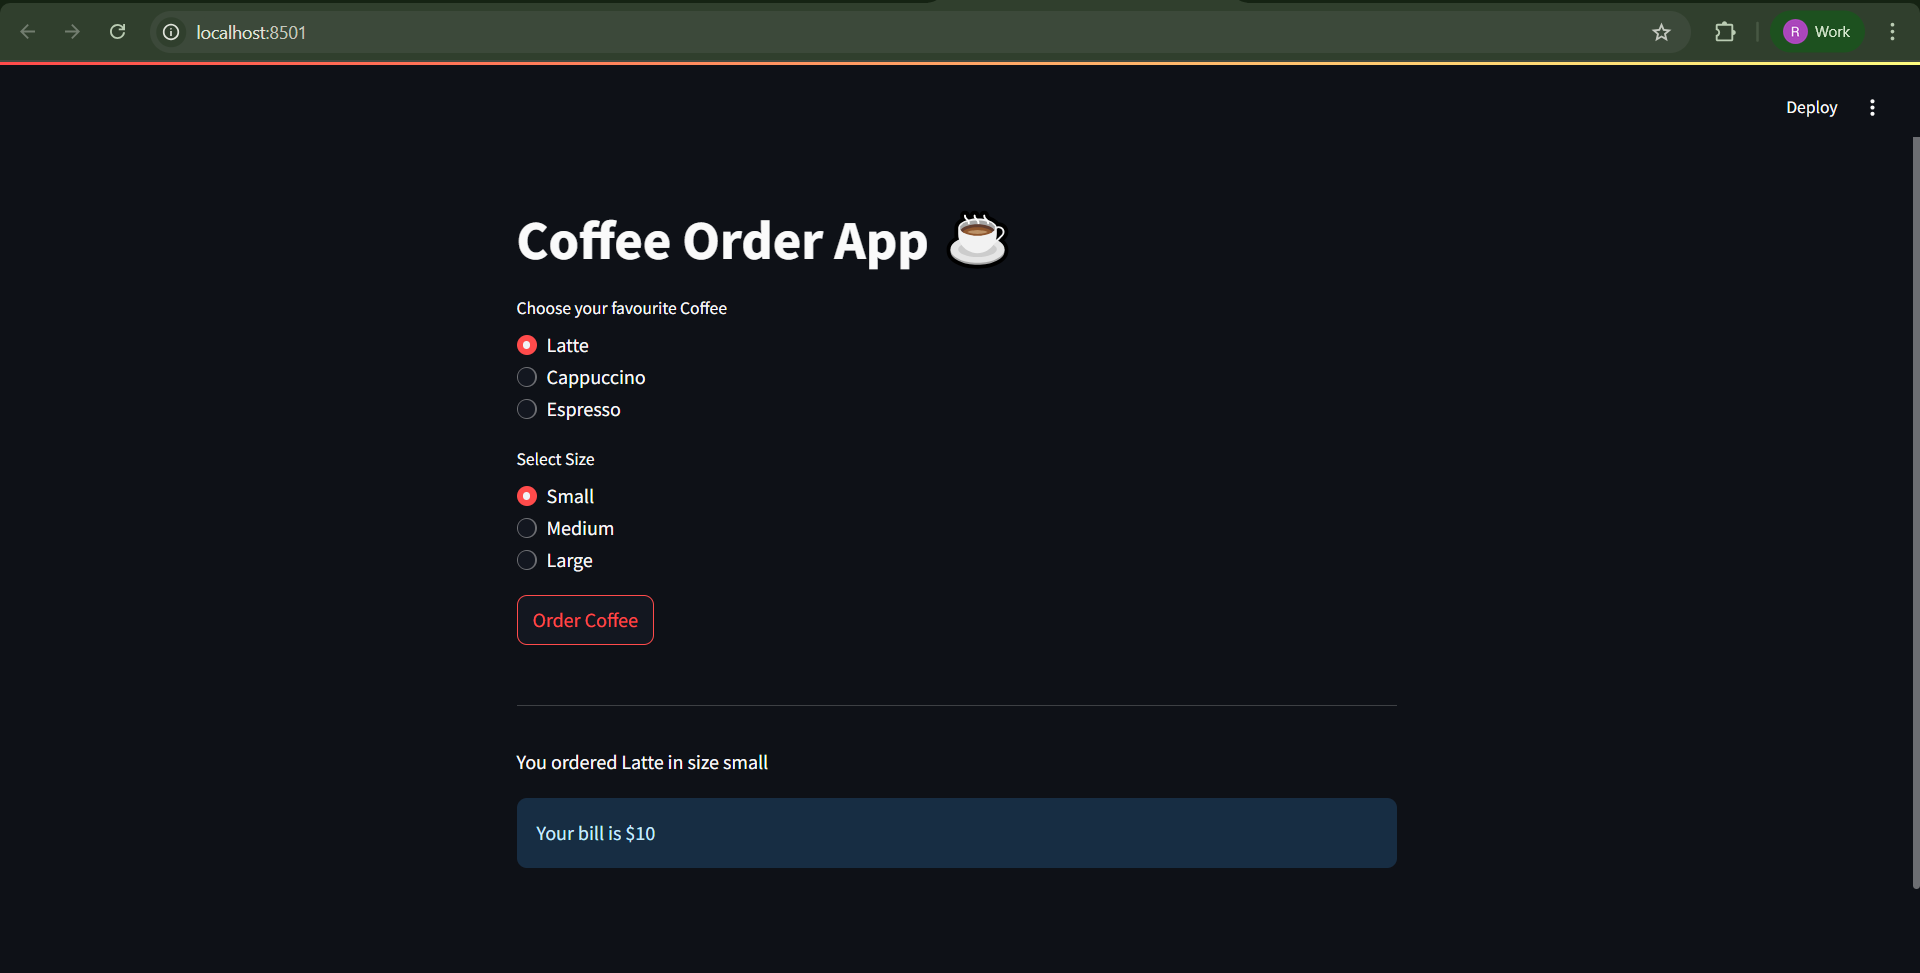 localhost:8501
R Work
Deploy
Coffee Order App
Choose your favourite Coffee
Latte
Cappuccino
Espresso
Select Size
Small
Medium
Large
Order Coffee
You ordered Latte in size small
Your bill is $10